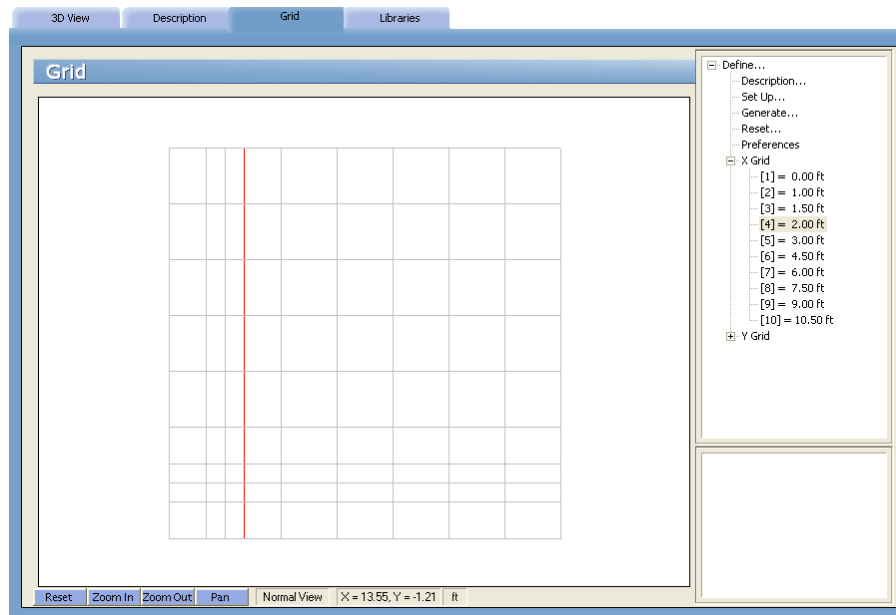 3D View Description Grid Libraries
Grid
Define...
Description...
Set Up...
Generate...
Reset...
Preferences
X Grid
[1] = 0.00 ft
[2] = 1.00 ft
[3] = 1.50 ft
[4] = 2.00 ft
[5] = 3.00 ft
[6] = 4.50 ft
[7] = 6.00 ft
[8] = 7.50 ft
[9] = 9.00 ft
[10] = 10.50 ft
Y Grid
Reset Zoom In Zoom Out Pan Normal View X = 13.55, Y = -1.21 ft